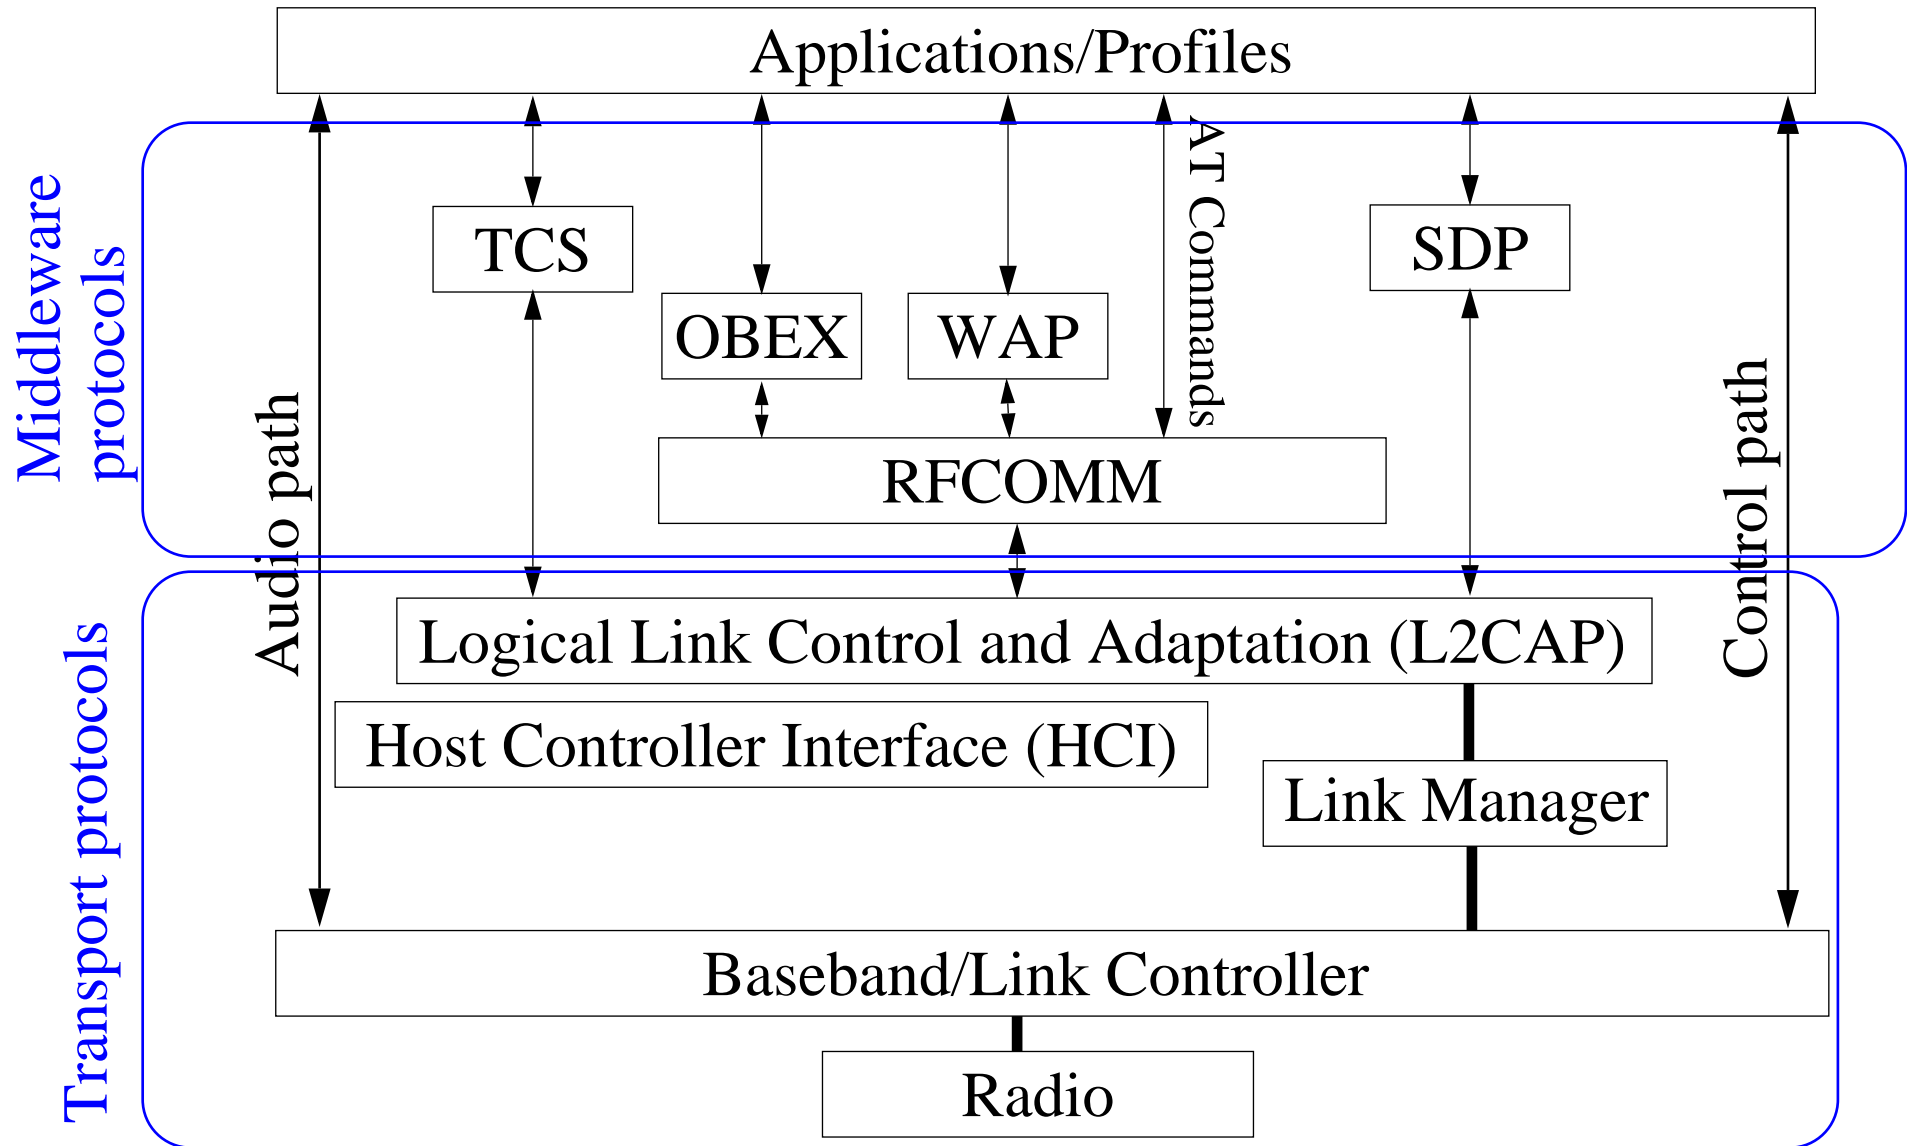 Applications/Profiles
AT Commands
Middleware
protocols
TCS
SDP
OBEX
WAP
RFCOMM
Audio path
Control path
Logical Link Control and Adaptation (L2CAP)
Host Controller Interface (HCI)
Link Manager
Transport protocols
Baseband/Link Controller
Radio